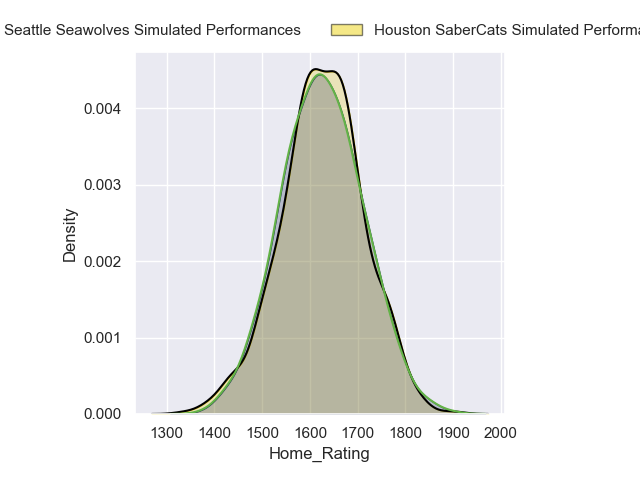 Seattle Seawolves Simulated Performances
Houston SaberCats Simulated
0.004
0.003
0.002
0.001
0.000
Density
1300 1400 1500 1600 1700 1800 1900 2000
Home_Rating